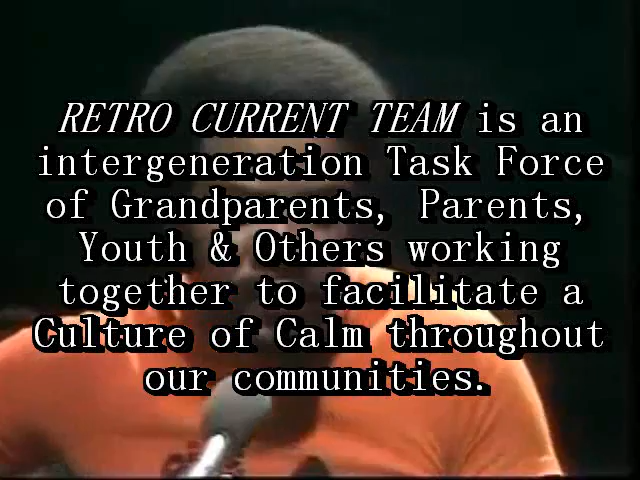 RETRO CURRENT TEAM is an
intergeneration Task Force
of Grandparents, Parents,
Youth & Others working
together to facilitate a
Culture of Calm throughout
our communities.